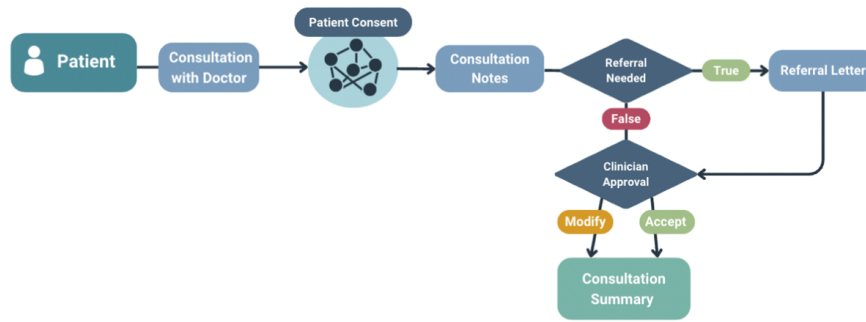 Patient Consent
Patient
Consultation
with Doctor
Consultation
Notes
Referral
Needed
True
Referral Letter
False
Clinician
Approval
Modify
Accept
Consultation
Summary